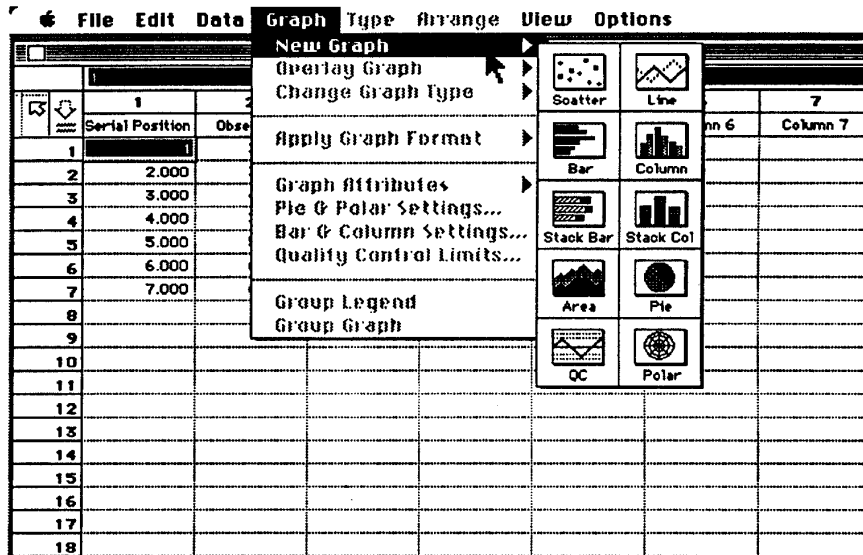 File Edit Data Graph Type Arrange View Options
New Graph
Overlay Graph
Change Graph Type
Apply Graph Format
Graph Attributes
Pie & Polar Settings...
Bar & Column Settings...
Quality Control Limits...
Group Legend
Group Graph
Scatter Line
Bar Column
Stack Bar Stack Col
Area Pie
QC Polar
1 2 7
Serial Position Obse nn 6 Column 7
1 1
2 2.000
3 3.000
4 4.000
5 5.000
6 6.000
7 7.000
8
9
10
11
12
13
14
15
16
17
18